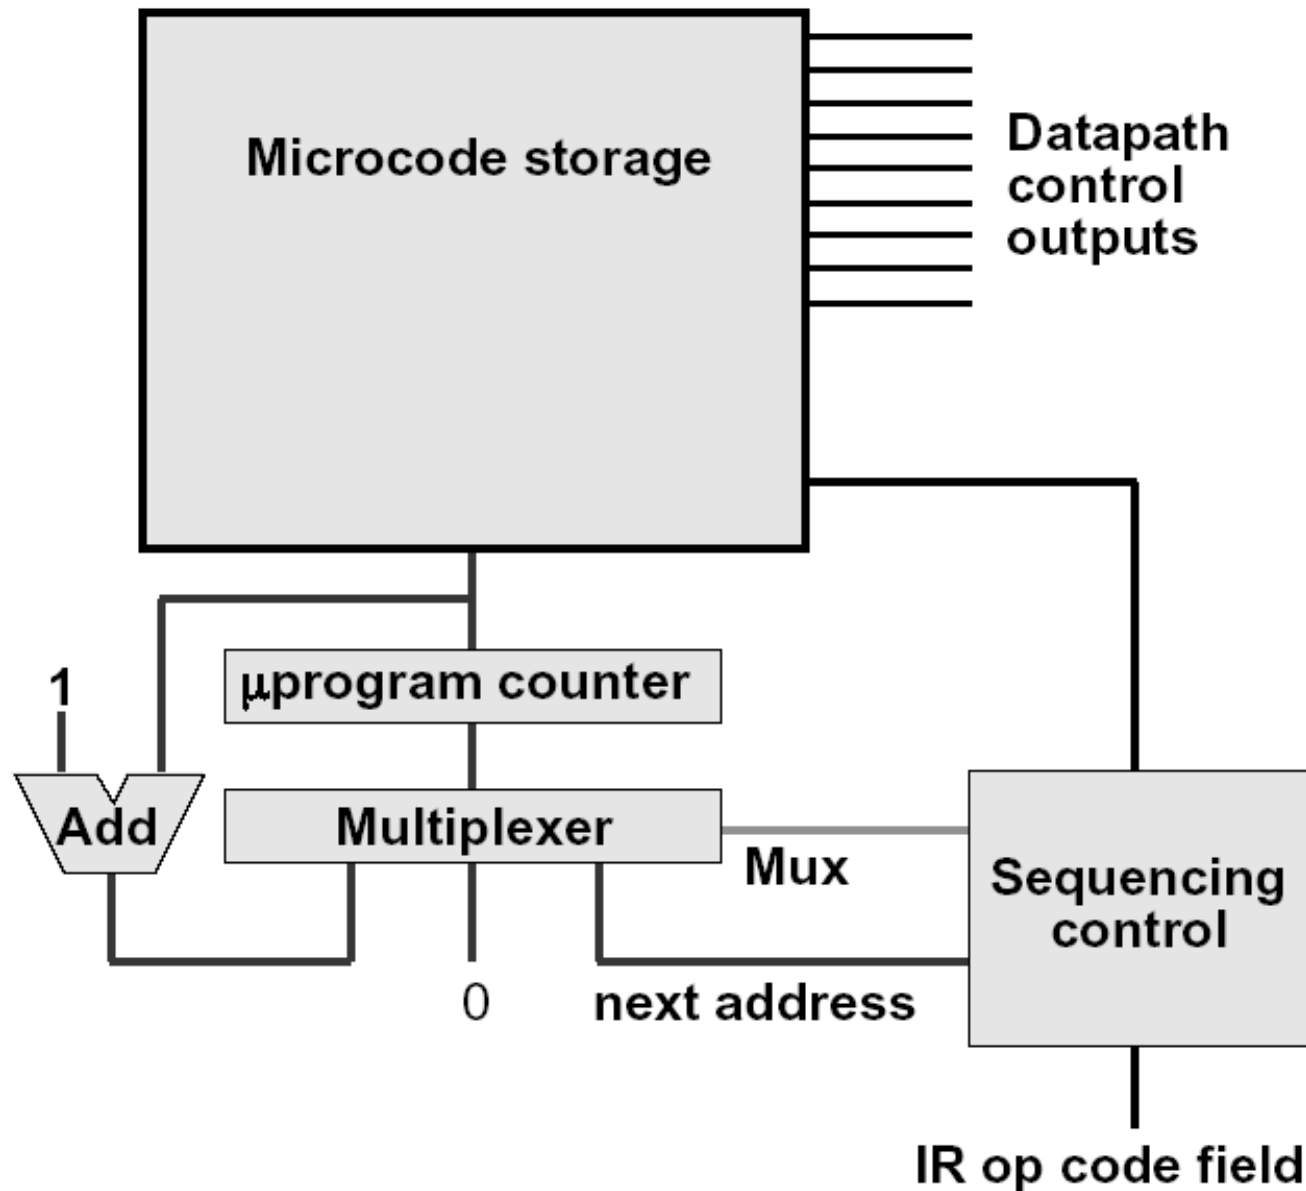 Microcode storage
Datapath
control
outputs
1
μprogram counter
Add
Multiplexer
Mux
Sequencing
control
0
next address
IR op code field